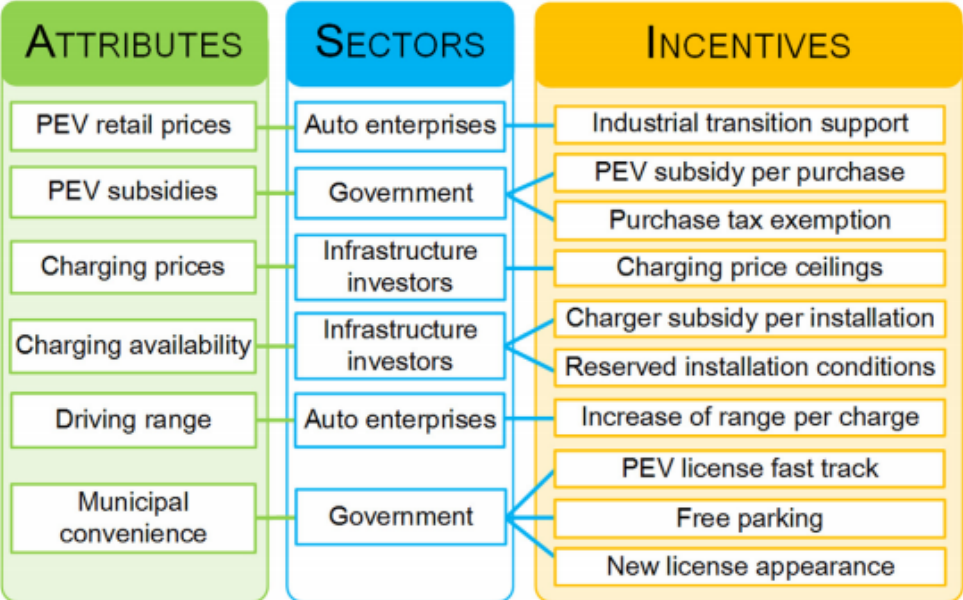 ATTRIBUTES
SECTORS
INCENTIVES
PEV retail prices
Auto enterprises
Industrial transition support
PEV subsidies
Government
PEV subsidy per purchase
Purchase tax exemption
Charging prices
Infrastructure
investors
Charging price ceilings
Charging availability
Infrastructure
investors
Charger subsidy per installation
Reserved installation conditions
Driving range
Auto enterprises
Increase of range per charge
Municipal
convenience
Government
PEV license fast track
Free parking
New license appearance